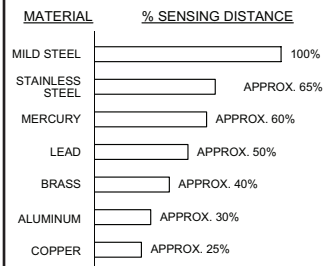 MATERIAL % SENSING DISTANCE
MILD STEEL 100%
STAINLESS
STEEL APPROX. 65%
MERCURY APPROX. 60%
LEAD APPROX. 50%
BRASS APPROX. 40%
ALUMINUM APPROX. 30%
COPPER APPROX. 25%